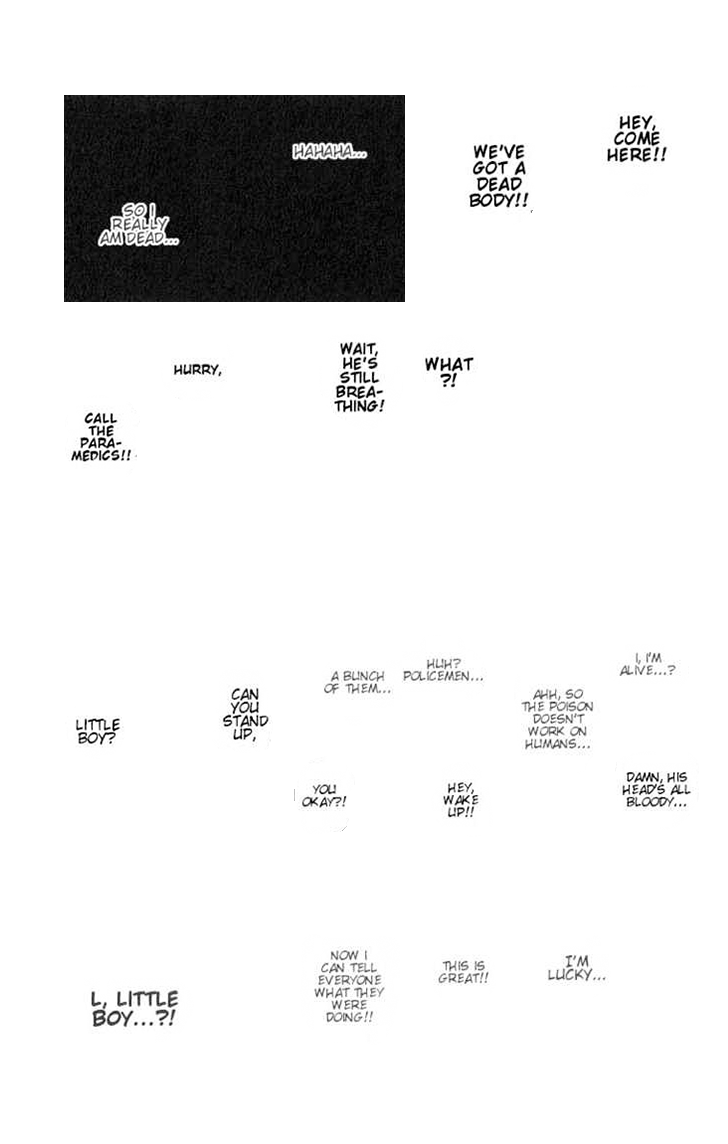 HEY,
COME
HERE!!
WE'VE
GOT A
DEAD
BODY!!
HAHAHA...
SO I
REALLY
AM DEAD...
WHAT
?!
WAIT,
HE'S
STILL
BREA-
THING!
HURRY,
CALL
THE
PARA-
MEDICS!!
I, I'M
ALIVE...?
AHH, SO
THE POISON
DOESN'T
WORK ON
HUMANS...
HUH?
POLICEMEN...
A BUNCH
OF THEM...
DAMN, HIS
HEAD'S ALL
BLOODY...
HEY,
WAKE
UP!!
YOU
OKAY?!
CAN
YOU
STAND
UP,
LITTLE
BOY?
I'M
LUCKY...
THIS IS
GREAT!!
NOW I
CAN TELL
EVERYONE
WHAT THEY
WERE
DOING!!
L, LITTLE
BOY...?!